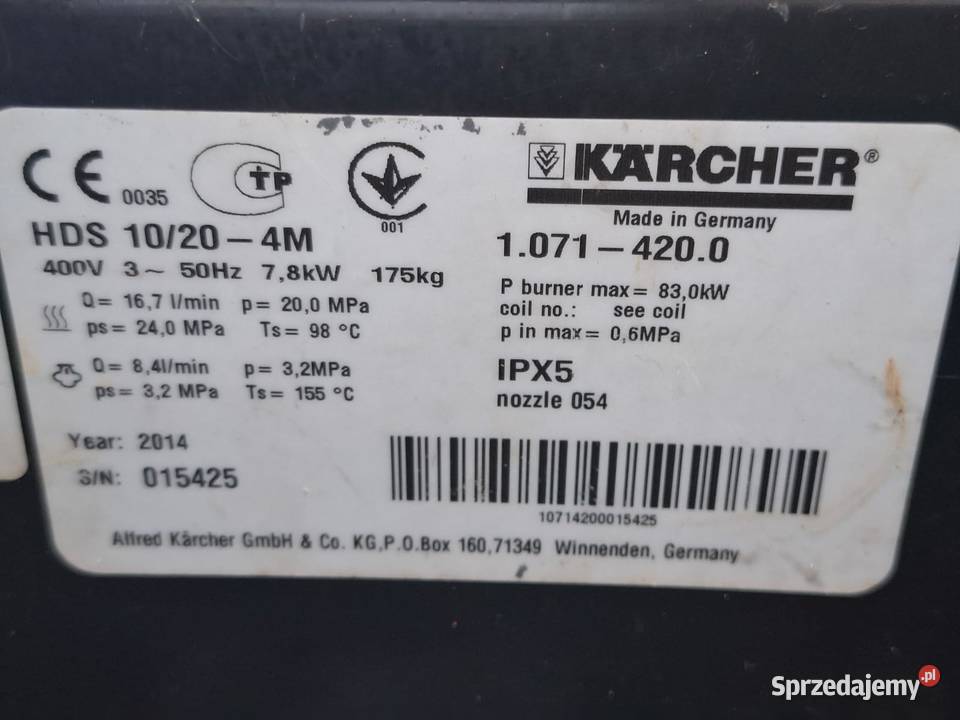 CE 0035
TP
001
KÄRCHER®
Made in Germany
HDS 10/20-4M
1.071-420.0
400V 3~ 50Hz 7,8kW 175kg
Q= 16,7 l/min p= 20,0 MPa
ps= 24,0 MPa Ts= 98 °C
P burner max= 83,0kW
coil no.: see coil
p in max= 0,6MPa
Q= 8,4l/min p= 3,2MPa
ps= 3,2 MPa Ts= 155 °C
IPX5
nozzle 054
Year: 2014
S/N: 015425
10714200015425
Alfred Kärcher GmbH & Co. KG,P.O.Box 160,71349 Winnenden, Germany
Sprzedajemy.pl